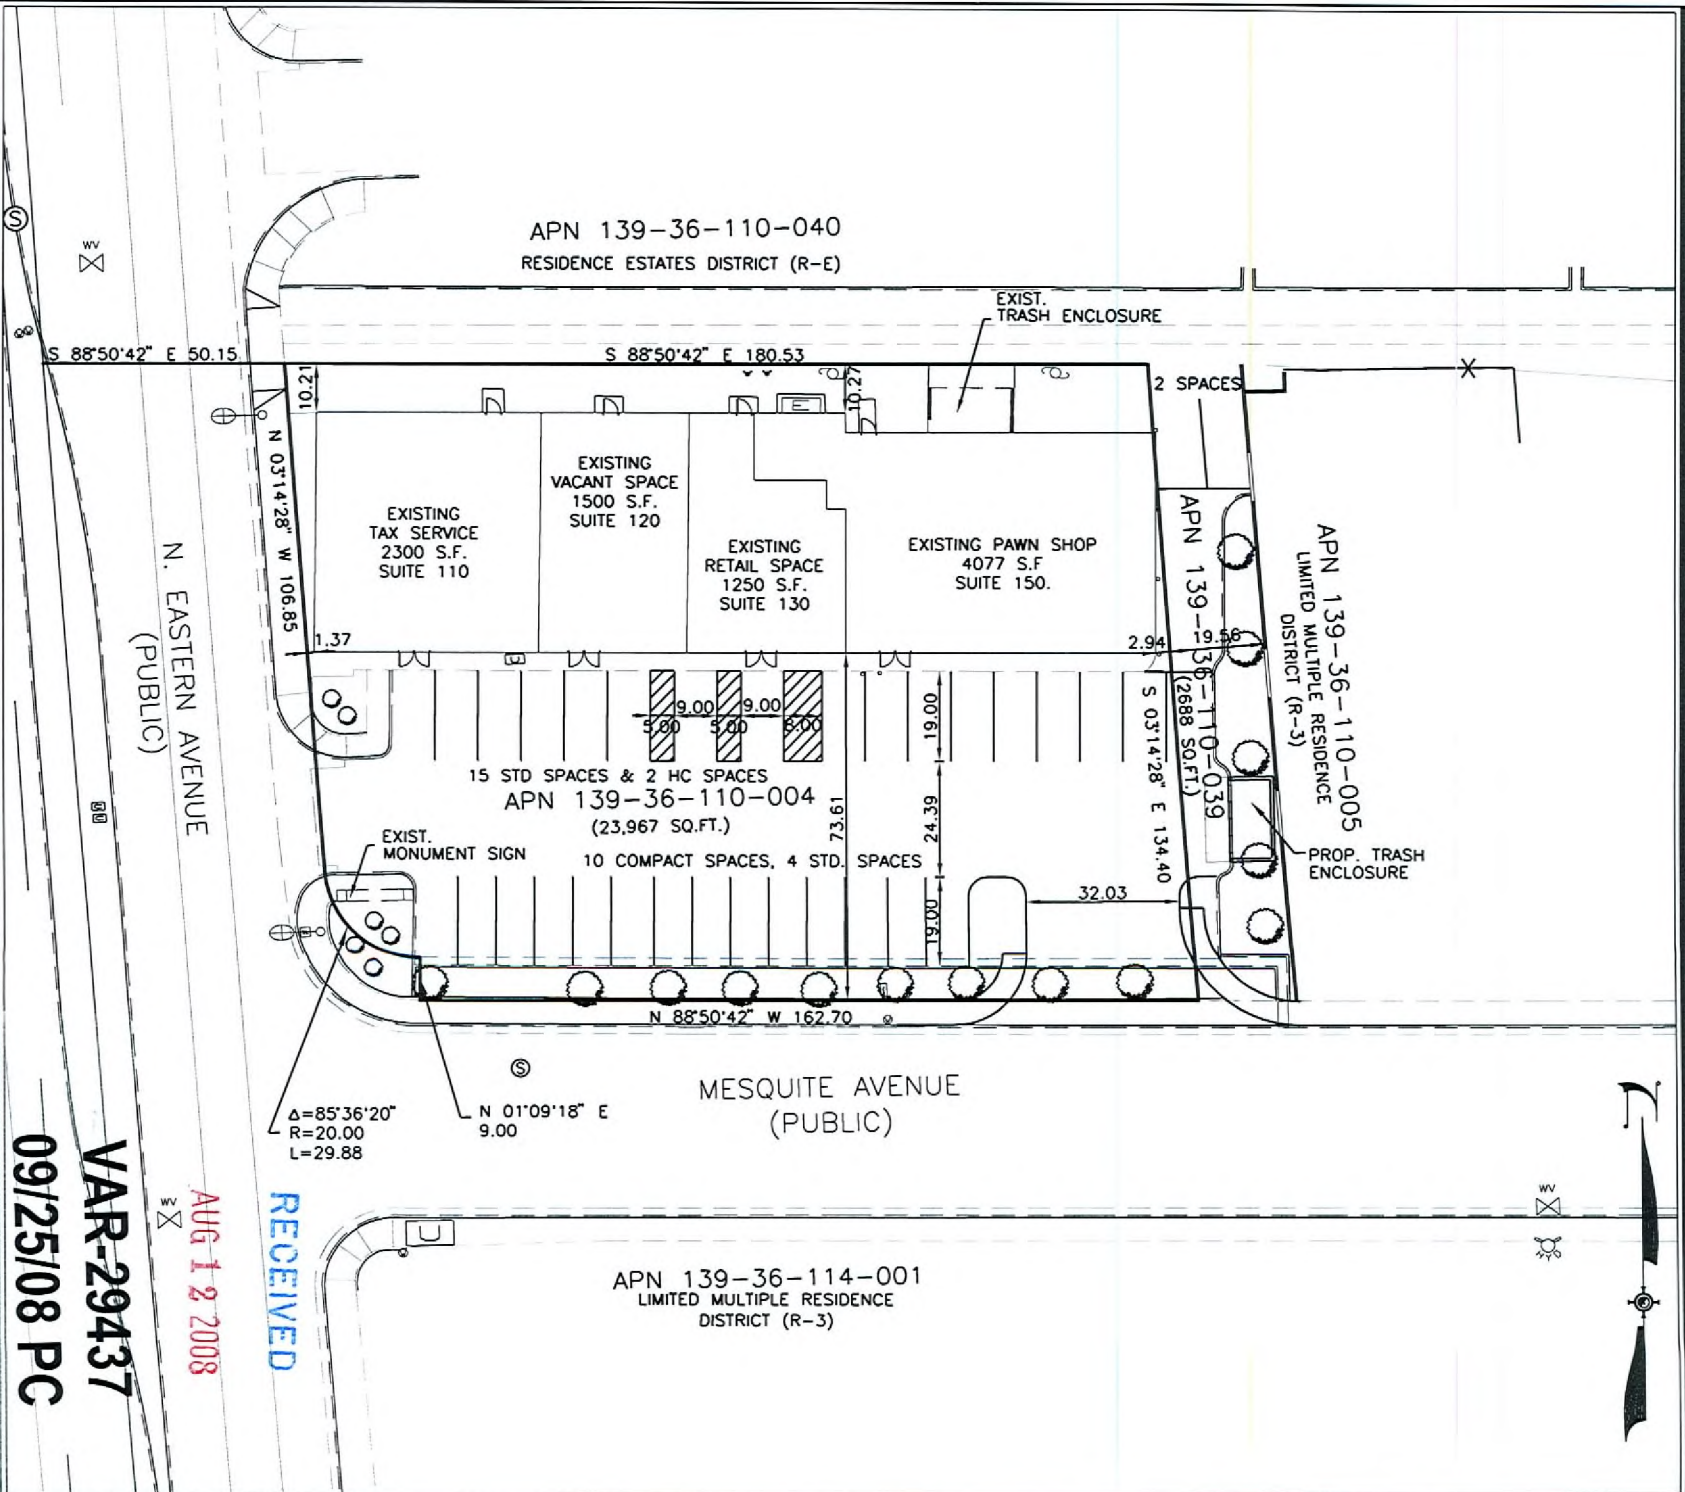 APN 139-36-110-040
RESIDENCE ESTATES DISTRICT (R-E)
EXIST.
TRASH ENCLOSURE
S 88°50'42" E 50.15
S 88°50'42" E 180.53
2 SPACES
10.21
10.27
E
WV
S
N 03°14'28" W 106.85
EXISTING
TAX SERVICE
2300 S.F.
SUITE 110
EXISTING
VACANT SPACE
1500 S.F.
SUITE 120
EXISTING
RETAIL SPACE
1250 S.F.
SUITE 130
EXISTING PAWN SHOP
4077 S.F
SUITE 150.
APN 139-36-110-039
(2688 SQ.FT.)
APN 139-36-110-005
LIMITED MULTIPLE RESIDENCE
DISTRICT (R-3)
N. EASTERN AVENUE
(PUBLIC)
1.37
2.94
19.56
9.00
9.00
5.00
5.00
8.00
19.00
S 03°14'28" E 134.40
15 STD SPACES & 2 HC SPACES
APN 139-36-110-004
(23,967 SQ.FT.)
73.61
24.39
EXIST.
MONUMENT SIGN
10 COMPACT SPACES, 4 STD. SPACES
PROP. TRASH
ENCLOSURE
32.03
19.00
N 88°50'42" W 162.70
S
MESQUITE AVENUE
(PUBLIC)
Δ=85°36'20"
R=20.00
L=29.88
N 01°09'18" E
9.00
WV
WV
APN 139-36-114-001
LIMITED MULTIPLE RESIDENCE
DISTRICT (R-3)
RECEIVED
AUG 12 2008
VAR-29437
09/25/08 PC